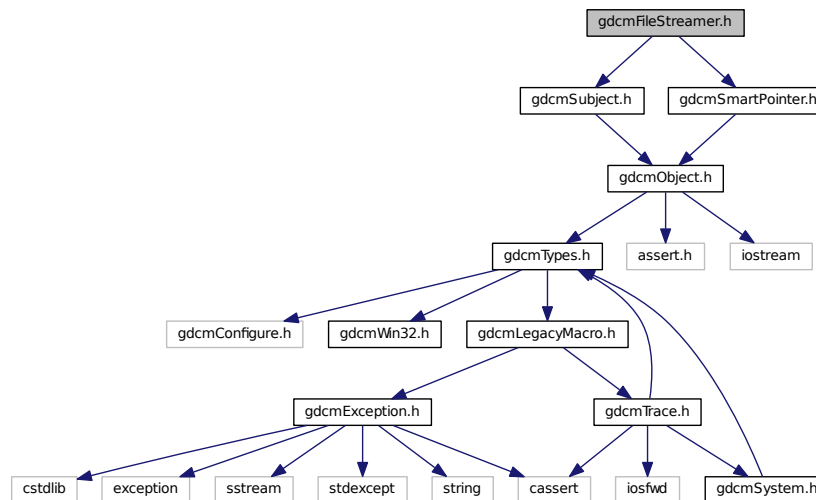 gdcmFileStreamer.h
gdcmSubject.h
gdcmSmartPointer.h
gdcmObject.h
gdcmTypes.h
assert.h
iostream
gdcmConfigure.h
gdcmWin32.h
gdcmLegacyMacro.h
gdcmException.h
gdcmTrace.h
cstdlib
exception
sstream
stdexcept
string
cassert
iosfwd
gdcmSystem.h